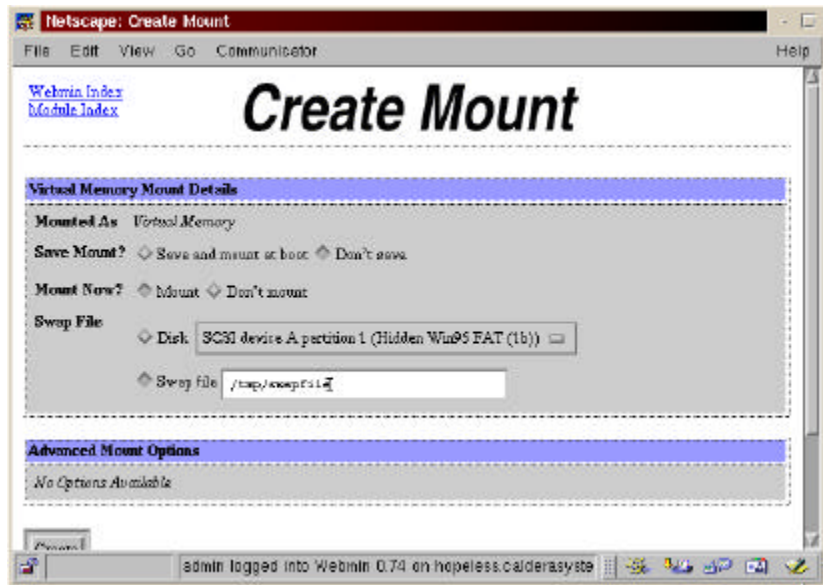 Netscape: Create Mount
File Edit View Go Communicator Help
Webmin Index
Module Index
Create Mount
Virtual Memory Mount Details
Mounted As Virtual Memory
Save Mount? Save and mount at boot Don't save
Mount Now? Mount Don't mount
Swap File
Disk SCSI device A partition 1 (Hidden Win95 FAT (1b))
Swap file /tmp/swapfile
Advanced Mount Options
No Options Available
Create
admin logged into Webmin 0.74 on hopeless.calderasyste